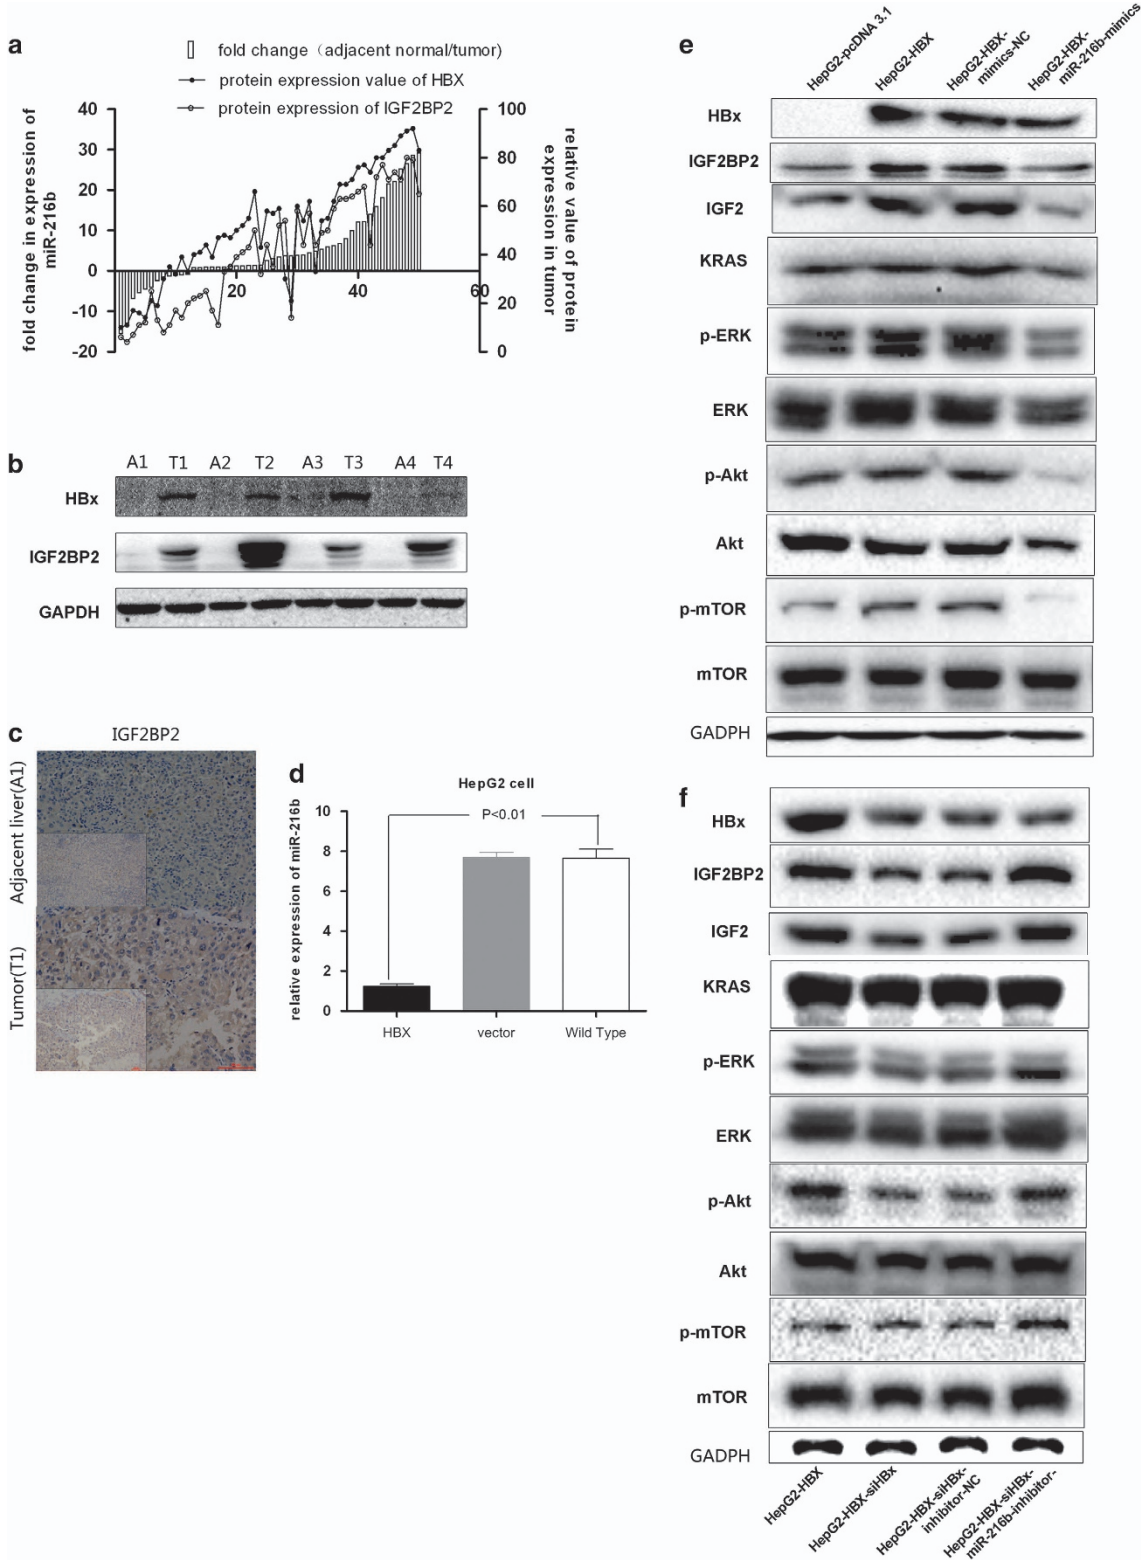 a
fold change（adjacent normal/tumor)
protein expression value of HBX
protein expression of IGF2BP2
fold change in expression of
miR-216b
40
30
20
10
0
-10
-20
20
40
60
100
80
60
40
20
0
relative value of protein
expression in tumor
b
A1 T1 A2 T2 A3 T3 A4 T4
HBx
IGF2BP2
GAPDH
c
IGF2BP2
Adjacent liver(A1)
Tumor(T1)
d
HepG2 cell
relative expression of miR-216b
10
8
6
4
2
0
P<0.01
HBX
vector
Wild Type
e
HepG2-pcDNA 3.1
HepG2-HBX
HepG2-HBX-
mimics-NC
HepG2-HBX-
miR-216b-mimics
HBx
IGF2BP2
IGF2
KRAS
p-ERK
ERK
p-Akt
Akt
p-mTOR
mTOR
GADPH
f
HBx
IGF2BP2
IGF2
KRAS
p-ERK
ERK
p-Akt
Akt
p-mTOR
mTOR
GADPH
HepG2-HBX
HepG2-HBX-siHBx
HepG2-HBX-siHBx-
inhibitor-NC
HepG2-HBX-siHBx-
miR-216b-inhibitor-